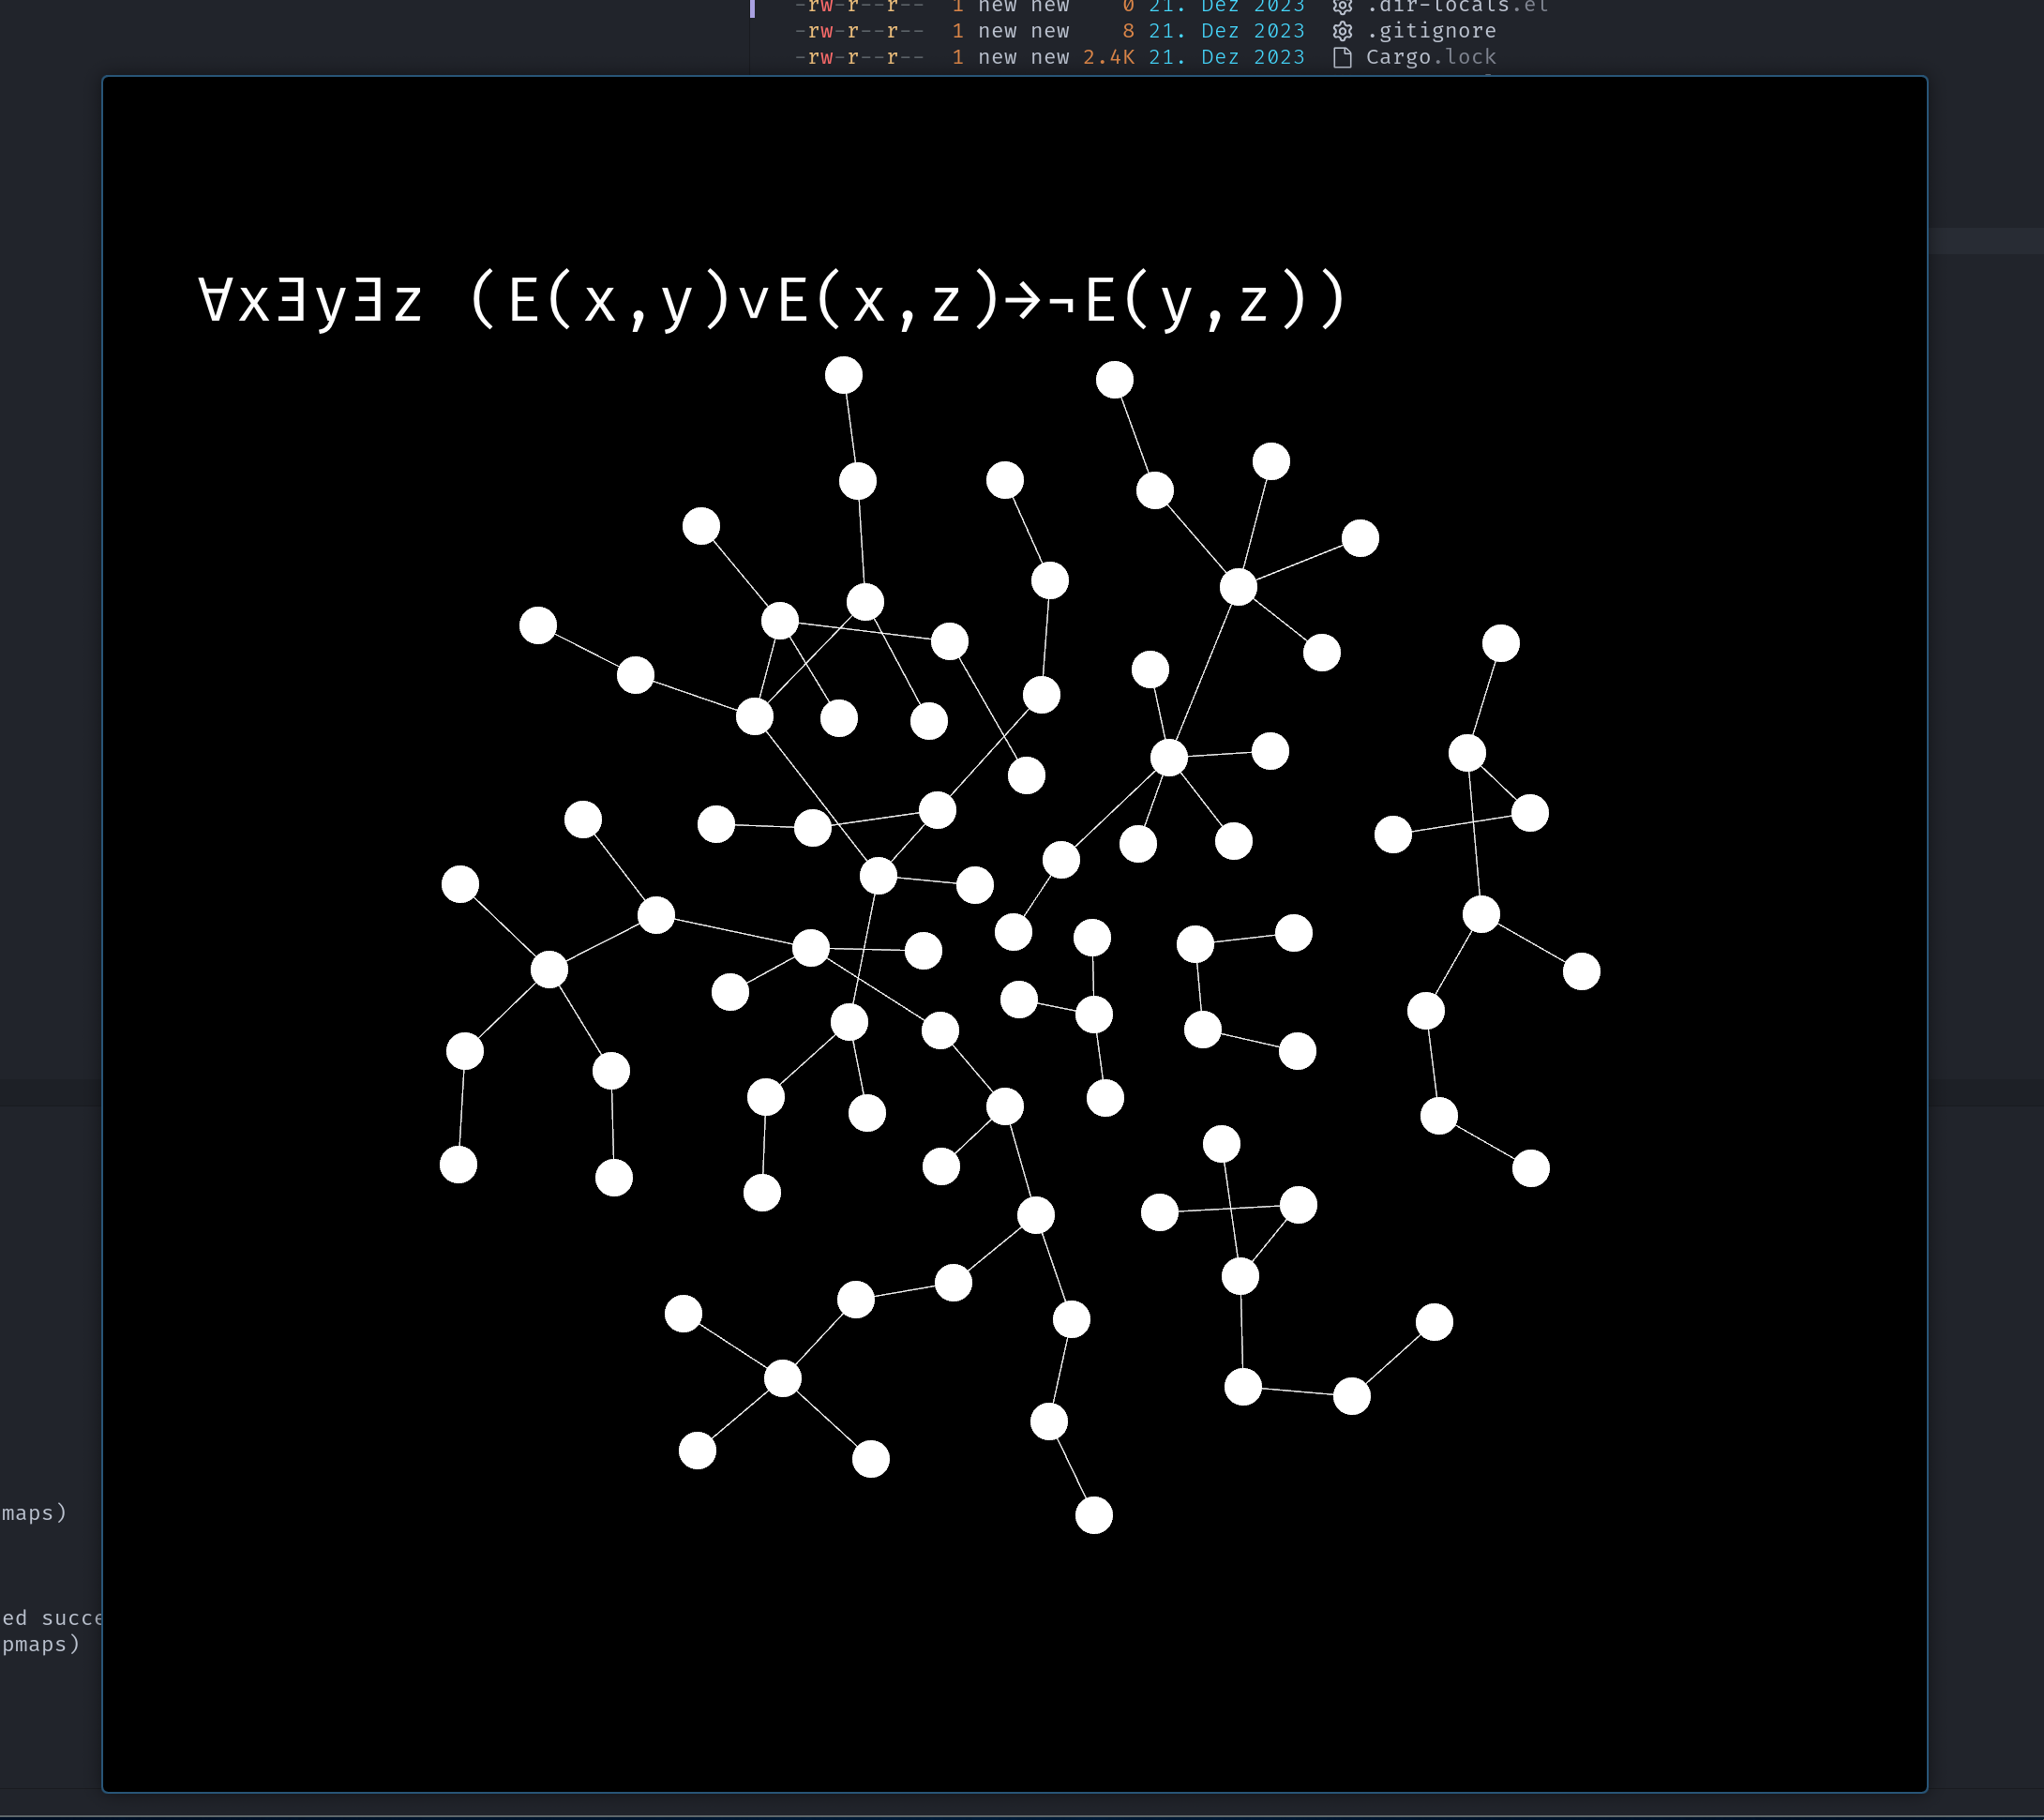 -rw-r--r-- 1 new new 0 21. Dez 2023 .dir-locals.el
-rw-r--r-- 1 new new 8 21. Dez 2023 .gitignore
-rw-r--r-- 1 new new 2.4K 21. Dez 2023 Cargo.lock
∀x∃y∃z (E(x,y)∨E(x,z)→¬E(y,z))
maps)
ed succe
pmaps)